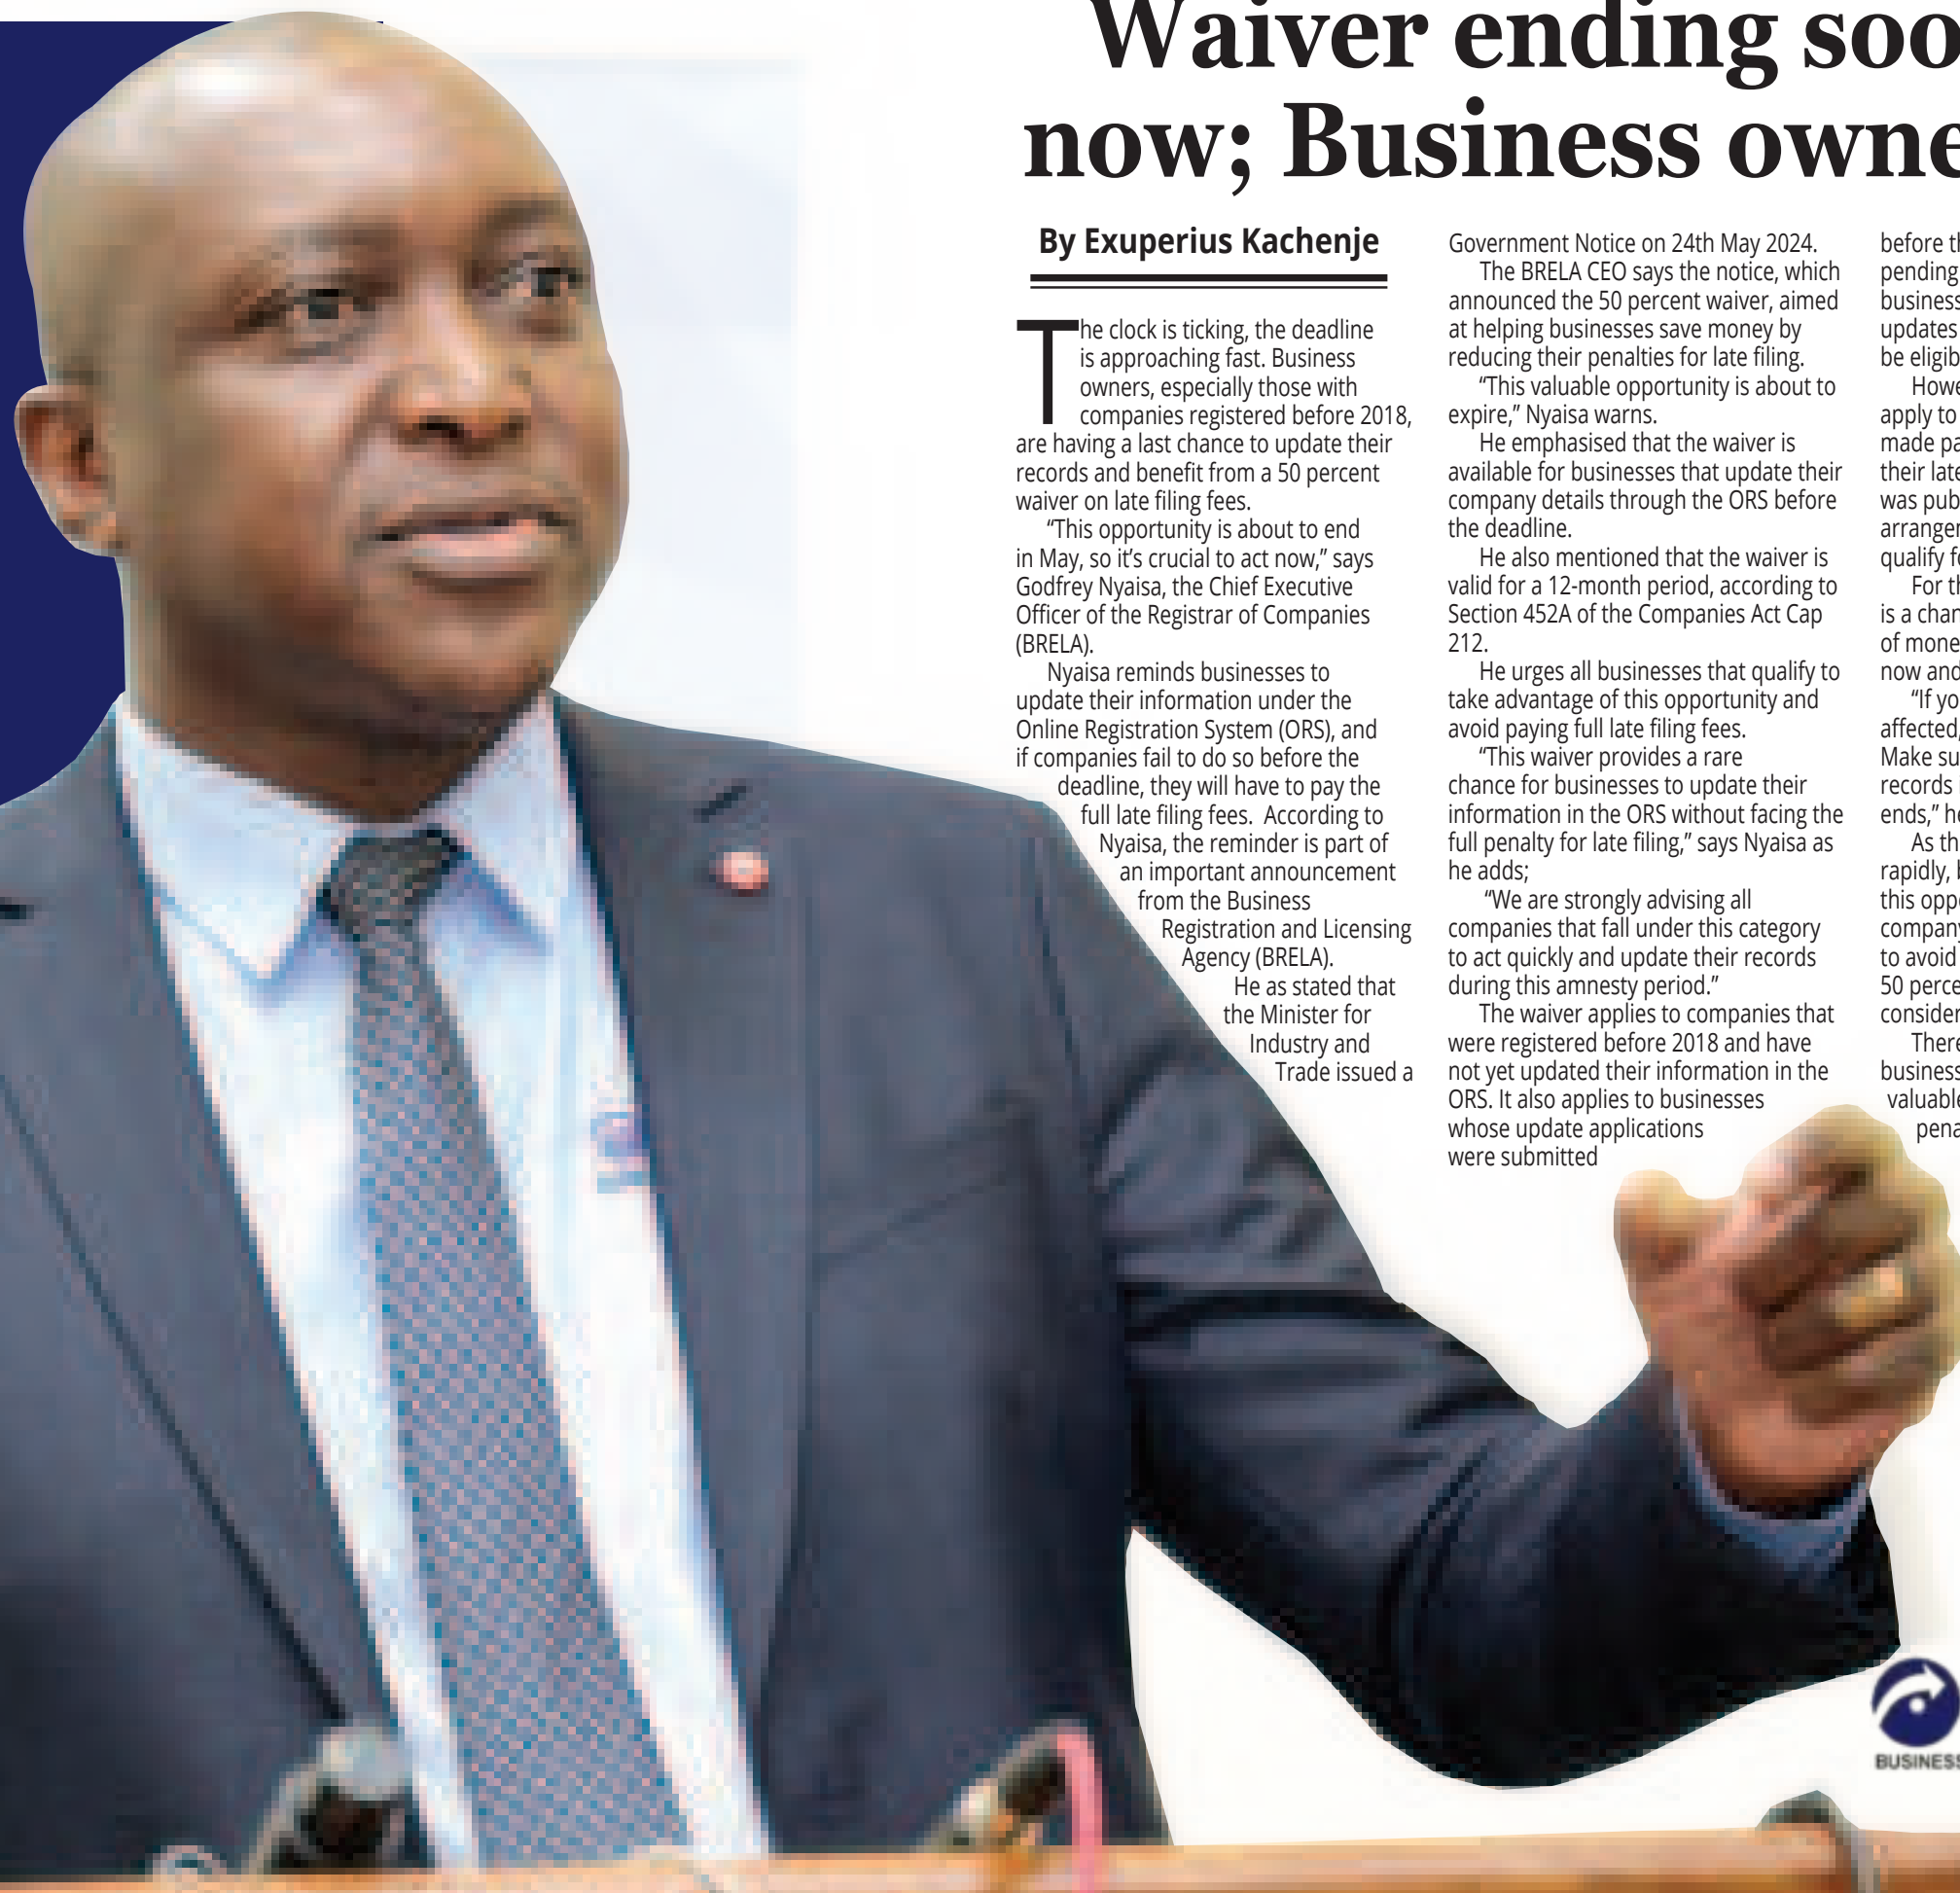 Waiver ending soo
now; Business owne
By Exuperius Kachenje
The clock is ticking, the deadline
is approaching fast. Business
owners, especially those with
companies registered before 2018,
are having a last chance to update their
records and benefit from a 50 percent
waiver on late filing fees.
“This opportunity is about to end
in May, so it’s crucial to act now,” says
Godfrey Nyaisa, the Chief Executive
Officer of the Registrar of Companies
(BRELA).
Nyaisa reminds businesses to
update their information under the
Online Registration System (ORS), and
if companies fail to do so before the
deadline, they will have to pay the
full late filing fees. According to
Nyaisa, the reminder is part of
an important announcement
from the Business
Registration and Licensing
Agency (BRELA).
He as stated that
the Minister for
Industry and
Trade issued a
Government Notice on 24th May 2024.
The BRELA CEO says the notice, which
announced the 50 percent waiver, aimed
at helping businesses save money by
reducing their penalties for late filing.
“This valuable opportunity is about to
expire,” Nyaisa warns.
He emphasised that the waiver is
available for businesses that update their
company details through the ORS before
the deadline.
He also mentioned that the waiver is
valid for a 12-month period, according to
Section 452A of the Companies Act Cap
212.
He urges all businesses that qualify to
take advantage of this opportunity and
avoid paying full late filing fees.
“This waiver provides a rare
chance for businesses to update their
information in the ORS without facing the
full penalty for late filing,” says Nyaisa as
he adds;
“We are strongly advising all
companies that fall under this category
to act quickly and update their records
during this amnesty period.”
The waiver applies to companies that
were registered before 2018 and have
not yet updated their information in the
ORS. It also applies to businesses
whose update applications
were submitted
before th
pending
business
updates
be eligib
Howe
apply to
made pa
their late
was pub
arranger
qualify fo
For th
is a chan
of mone
now and
“If yo
affected,
Make su
records
ends,” he
As th
rapidly, b
this oppo
company
to avoid
50 perce
consider
There
business
valuable
pena
BUSINESS